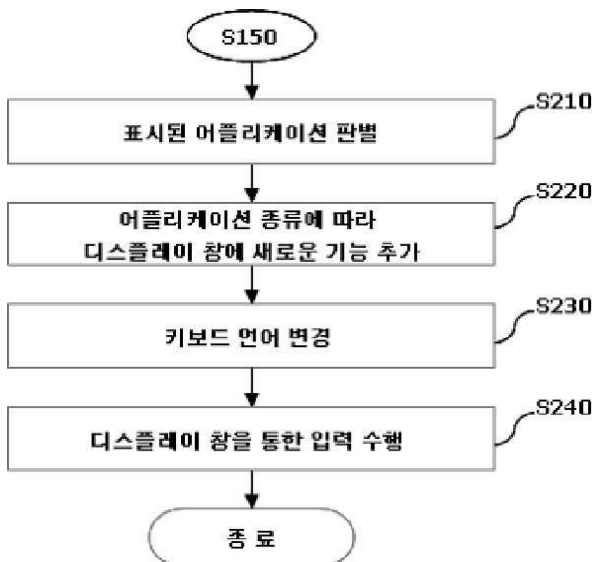 S150
S210
표시된 어플리케이션 판별
S220
어플리케이션 종류에 따라
디스플레이 창에 새로운 기능 추가
S230
키보드 언어 변경
S240
디스플레이 창을 통한 입력 수행
종 료